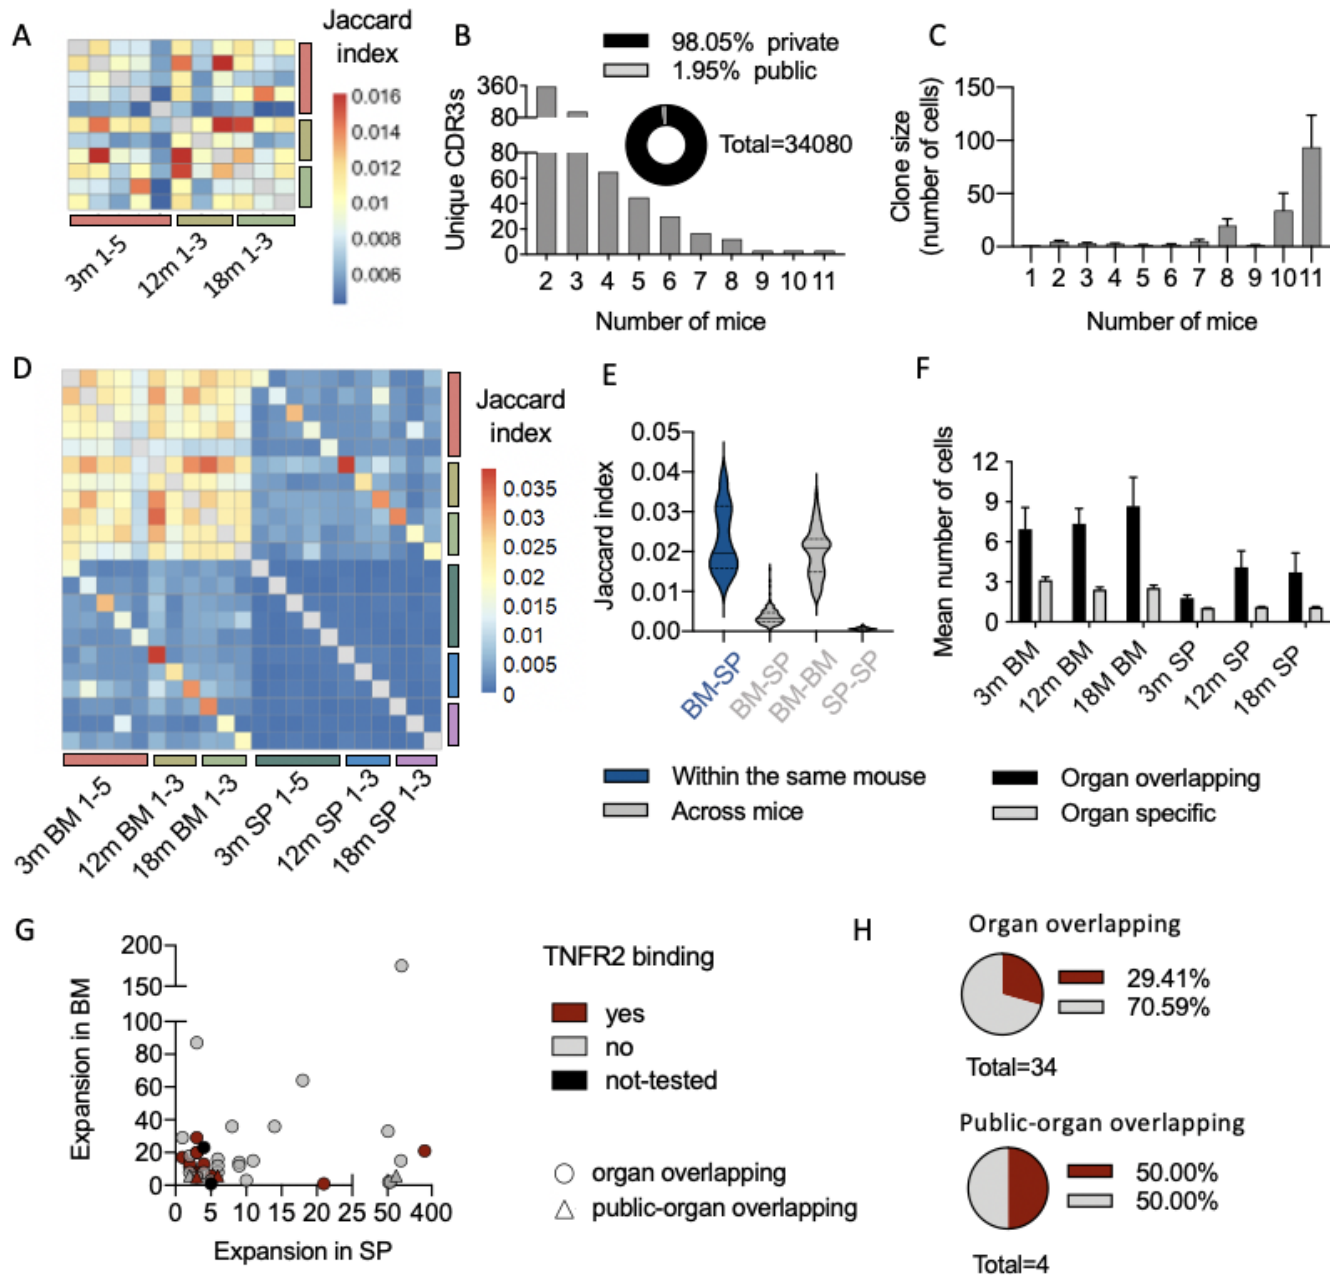 A
Jaccard
index
0.016
0.014
0.012
0.01
0.008
0.006
3m 1-5
12m 1-3
18m 1-3
B
98.05% private
1.95% public
Total=34080
Unique CDR3s
360
80
80
60
40
20
0
2 3 4 5 6 7 8 9 10 11
Number of mice
C
Clone size
(number of cells)
150
100
50
0
1 2 3 4 5 6 7 8 9 10 11
Number of mice
D
Jaccard
index
0.035
0.03
0.025
0.02
0.015
0.01
0.005
0
3m BM 1-5
12m BM 1-3
18m BM 1-3
3m SP 1-5
12m SP 1-3
18m SP 1-3
E
Jaccard index
0.05
0.04
0.03
0.02
0.01
0.00
BM-SP
BM-SP
BM-BM
SP-SP
Within the same mouse
Across mice
F
Mean number of cells
12
9
6
3
0
3m BM
12m BM
18M BM
3m SP
12m SP
18m SP
Organ overlapping
Organ specific
G
Expansion in BM
200
150
100
80
60
40
20
0
0 5 10 15 20 25 50 400
Expansion in SP
TNFR2 binding
yes
no
not-tested
organ overlapping
public-organ overlapping
H
Organ overlapping
29.41%
70.59%
Total=34
Public-organ overlapping
50.00%
50.00%
Total=4